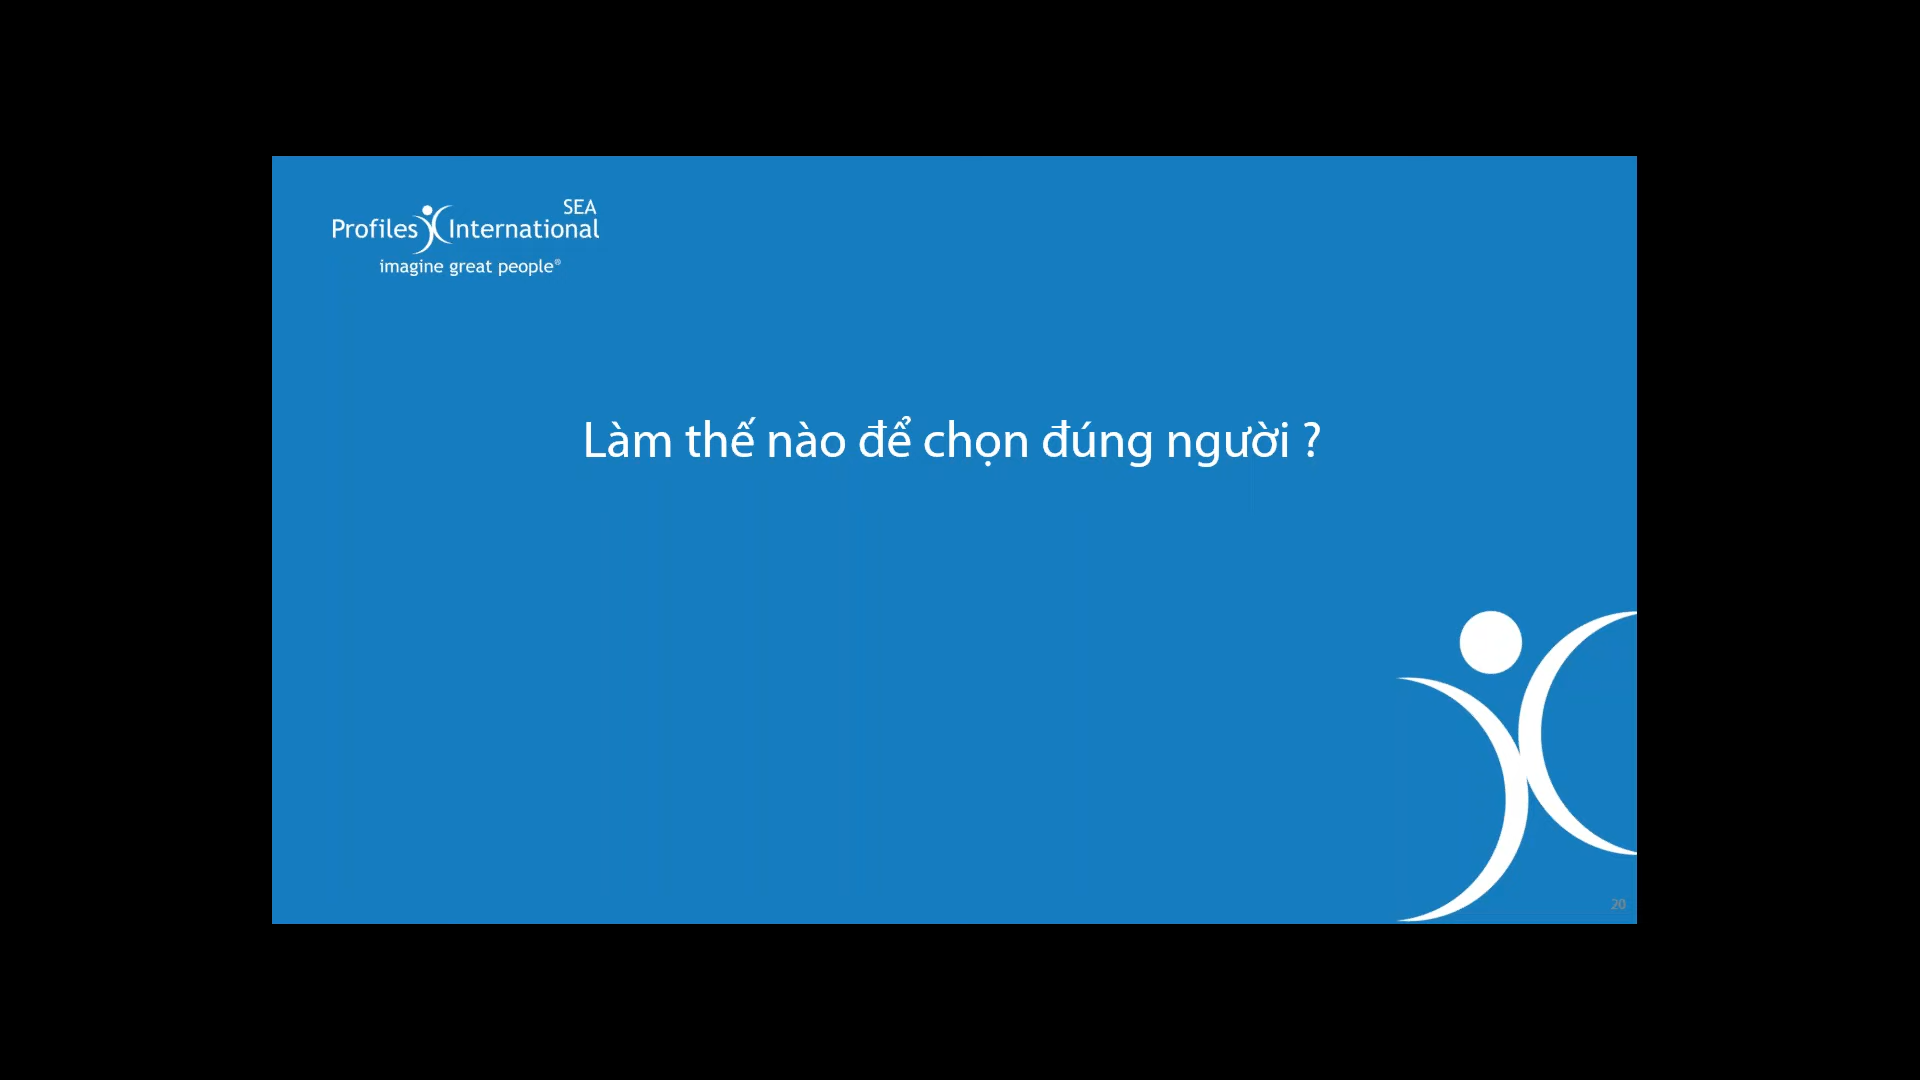 SEA
Profiles International
imagine great people®
Làm thế nào để chọn đúng người ?
20